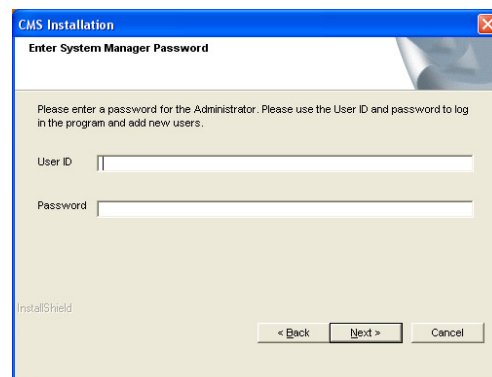 CMS Installation
Enter System Manager Password
Please enter a password for the Administrator. Please use the User ID and password to log
in the program and add new users.
User ID
Password
InstallShield
< Back
Next >
Cancel